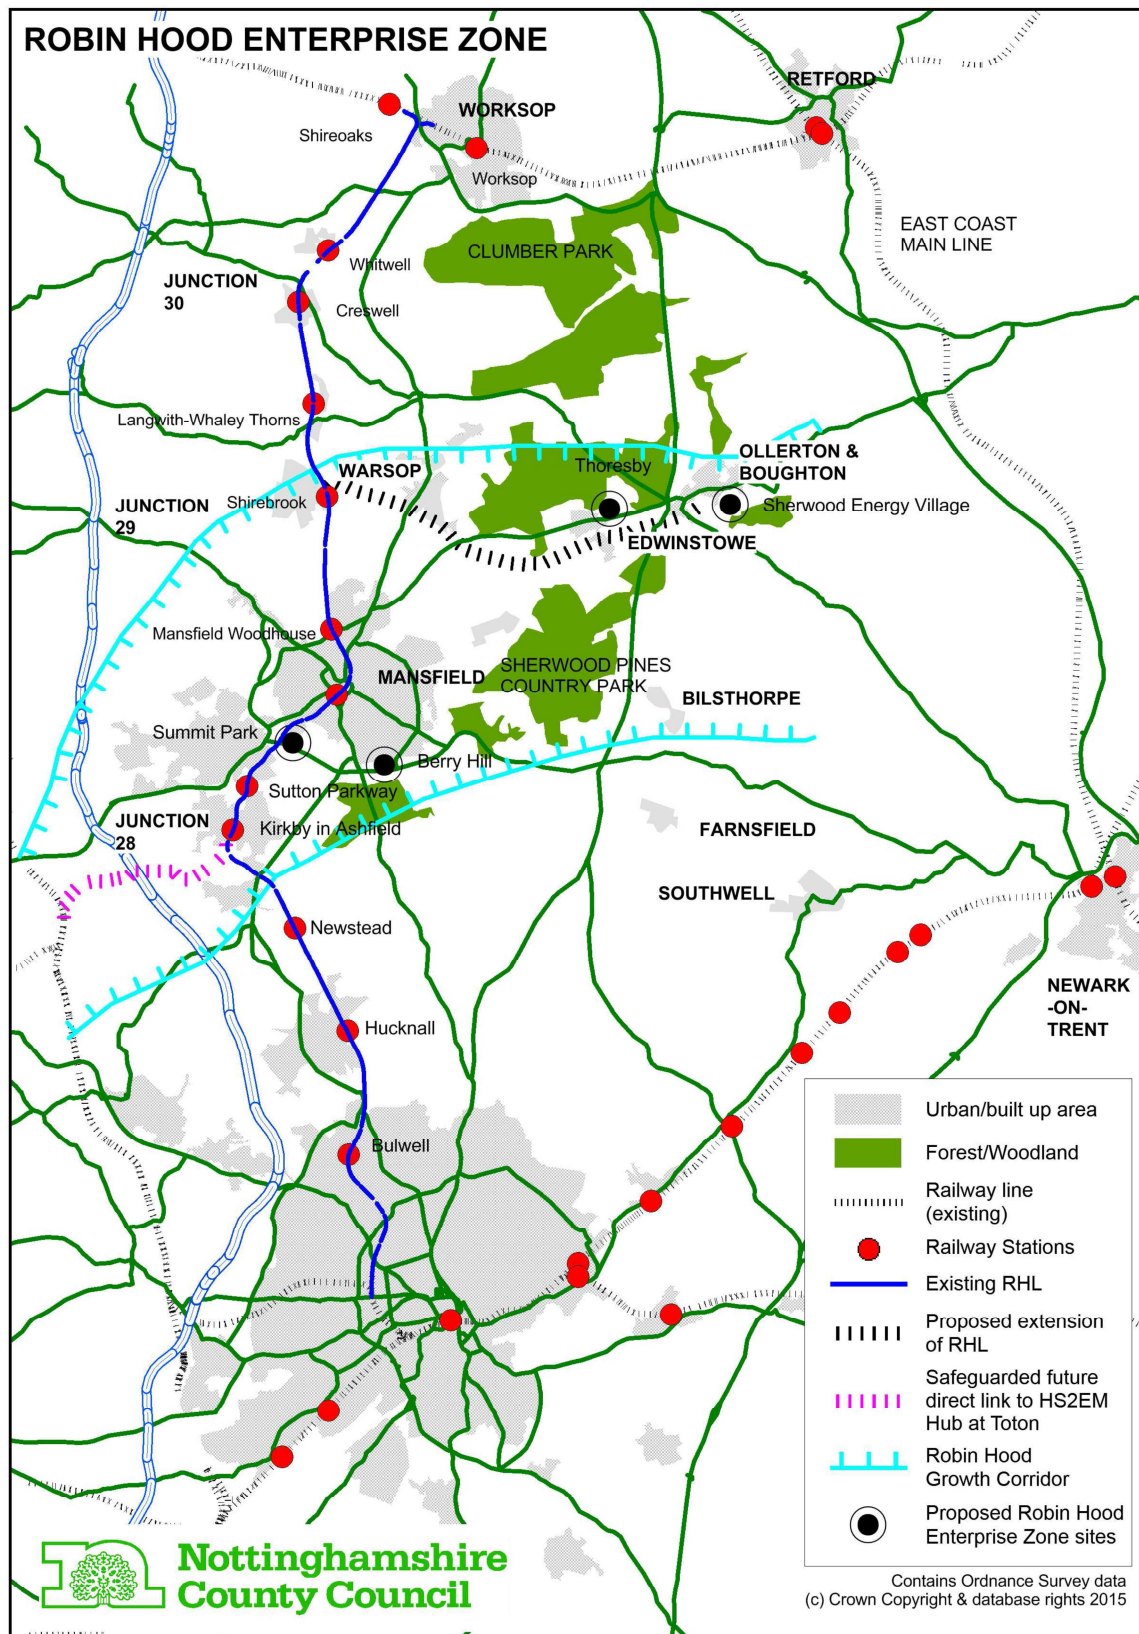 ROBIN HOOD ENTERPRISE ZONE
RETFORD
WORKSOP
Shireoaks
Worksop
EAST COAST
MAIN LINE
CLUMBER PARK
Whitwell
JUNCTION
30
Creswell
Langwith-Whaley Thorns
WARSOP
Thoresby
OLLERTON &
BOUGHTON
Shirebrook
JUNCTION
29
Sherwood Energy Village
EDWINSTOWE
Mansfield Woodhouse
MANSFIELD
SHERWOOD PINES
COUNTRY PARK
BILSTHORPE
Summit Park
Berry Hill
Sutton Parkway
JUNCTION
28
Kirkby in Ashfield
FARNSFIELD
SOUTHWELL
Newstead
NEWARK
-ON-
TRENT
Hucknall
Bulwell
Urban/built up area
Forest/Woodland
Railway line
(existing)
Railway Stations
Existing RHL
Proposed extension
of RHL
Safeguarded future
direct link to HS2EM
Hub at Toton
Robin Hood
Growth Corridor
Proposed Robin Hood
Enterprise Zone sites
Nottinghamshire
County Council
Contains Ordnance Survey data
(c) Crown Copyright & database rights 2015